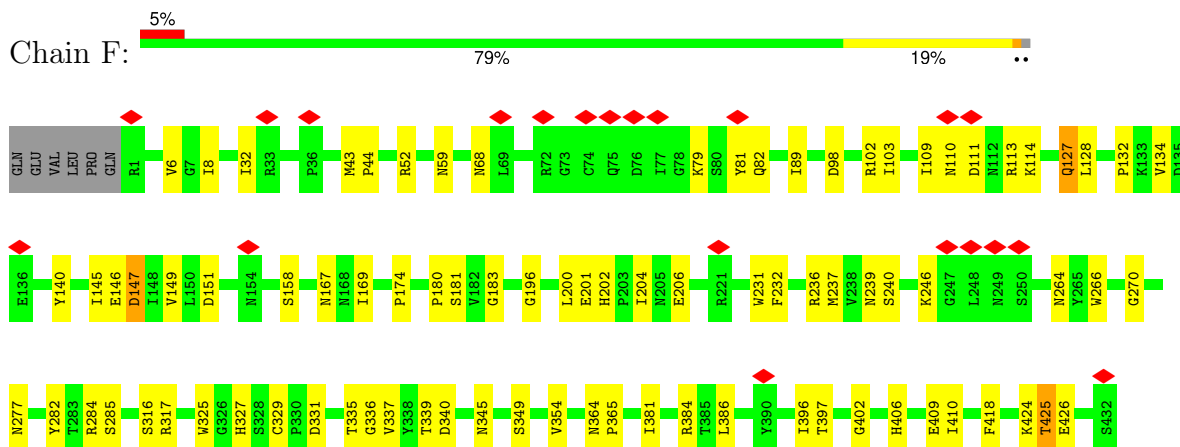 5%
Chain F:
79% 19% ••
GLN GLU VAL LEU PRO GLN R1 V6 G7 I8 I32 R33 P36 M43 P44 R52 N59 N68 L69 R72 G73 C74 Q75 D76 I77 G78 K79 S80 Y81 Q82 I89 D98 R102 I103 I109 N110 D111 N112 R113 K114 Q127 L128 P132 K133 V134 D135
E136 Y140 I145 E146 D147 I148 V149 L150 D151 N154 S158 N167 N168 I169 P174 P180 S181 V182 G183 G196 L200 E201 H202 P203 I204 N205 E206 R221 W231 F232 R236 M237 V238 N239 S240 K246 G247 L248 N249 S250 N264 Y265 W266 G270
N277 Y282 T283 R284 S285 S316 R317 W325 G326 H327 S328 C329 P330 D331 T335 G336 V337 Y338 T339 D340 N345 S349 V354 N364 P365 I381 R384 T385 L386 Y390 I396 T397 G402 H406 E409 I410 F418 K424 T425 E426 S432